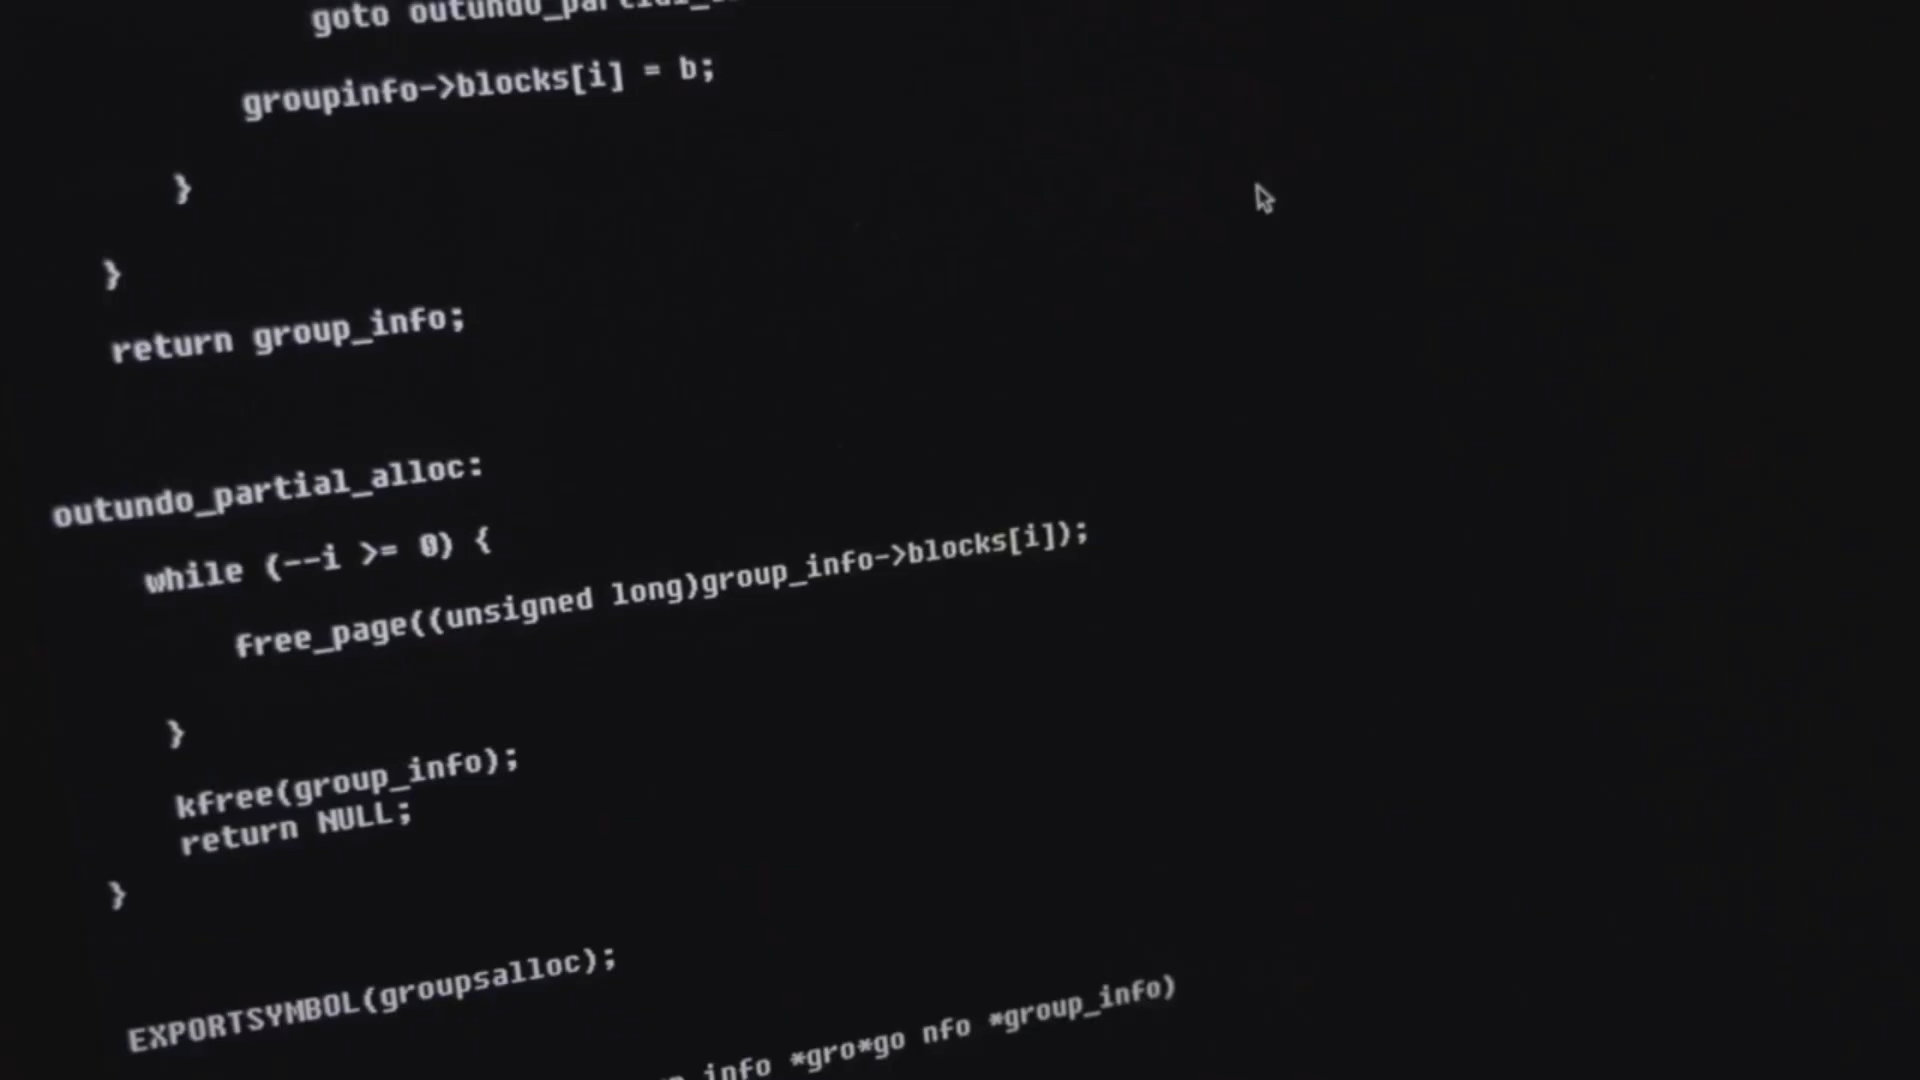 goto
groupinfo->blocks[i] = b;
}
}
return group_info;
outundo_partial_alloc:
while (--i >= 0) {
free_page((unsigned long)group_info->blocks[i]);
}
kfree(group_info);
return NULL;
}
EXPORTSYMBOL(groupsalloc);
info *gro*go nfo *group_info)